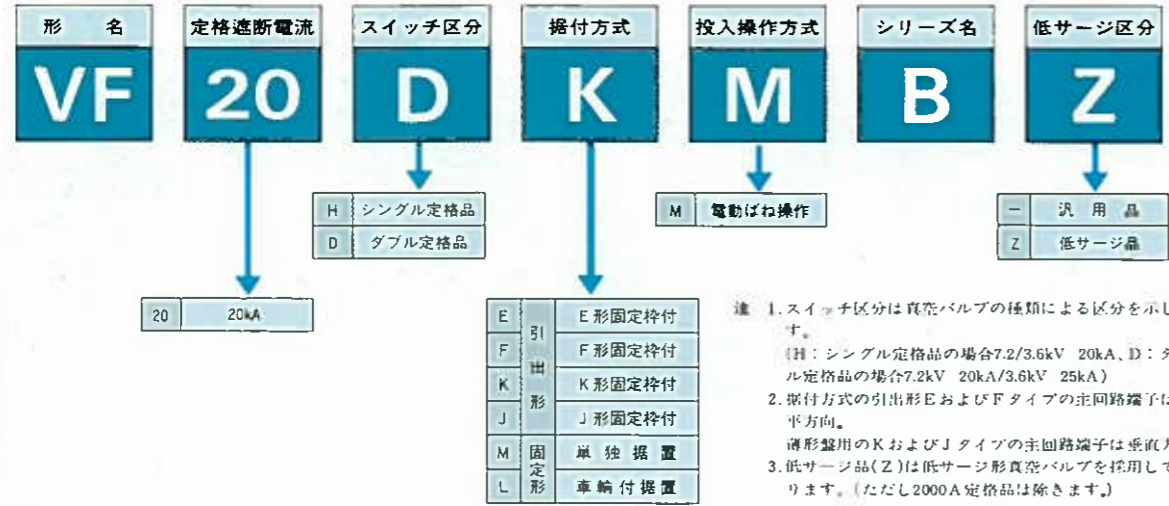 形 名 定格遮断電流 スイッチ区分 据付方式 投入操作方式 シリーズ名 低サージ区分
VF 20 D K M B Z
H シングル定格品
D ダブル定格品
M 電動ばね操作
ー 汎用品
Z 低サージ品
20 20kA
引出形
E E形固定枠付
F F形固定枠付
K K形固定枠付
J J形固定枠付
固定形
M 単独据置
L 車輪付据置
注 1.スイッチ区分は真空バルブの種類による区分を示し
す。
(H:シングル定格品の場合7.2/3.6kV 20kA、D:ダ
ル定格品の場合7.2kV 20kA/3.6kV 25kA)
2.据付方式の引出形EおよびFタイプの主回路端子は
平方向。
薄形盤用のKおよびJタイプの主回路端子は垂直
3.低サージ品(Z)は低サージ形真空バルブを採用して
ります。(ただし2000A定格品は除きます。)